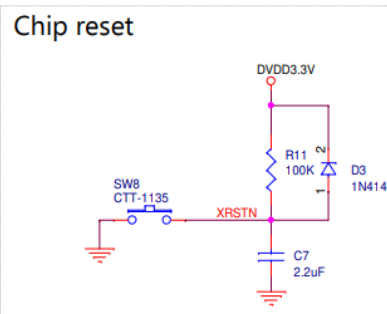 Chip reset
DVDD3.3V
2
R11
100K
D3
1N414
1
SW8
CTT-1135
XRSTN
C7
2.2uF